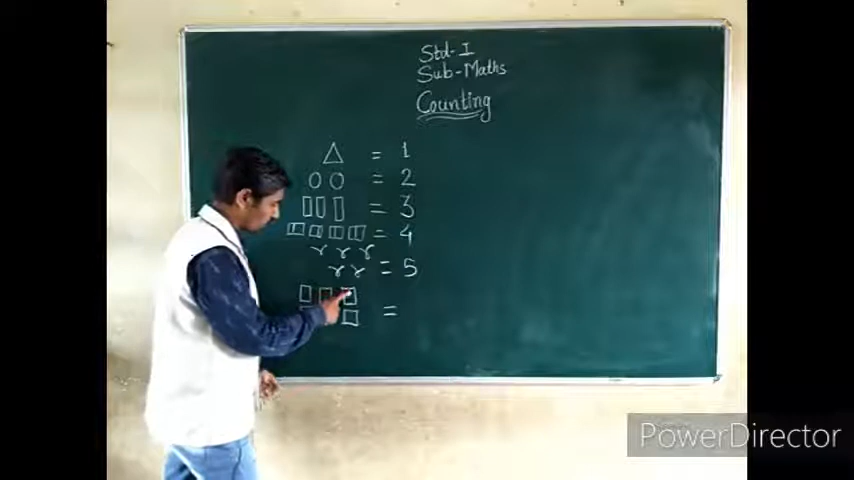 Std-I
Sub-Maths
Counting
= 1
= 2
= 3
= 4
= 5
=
PowerDirector